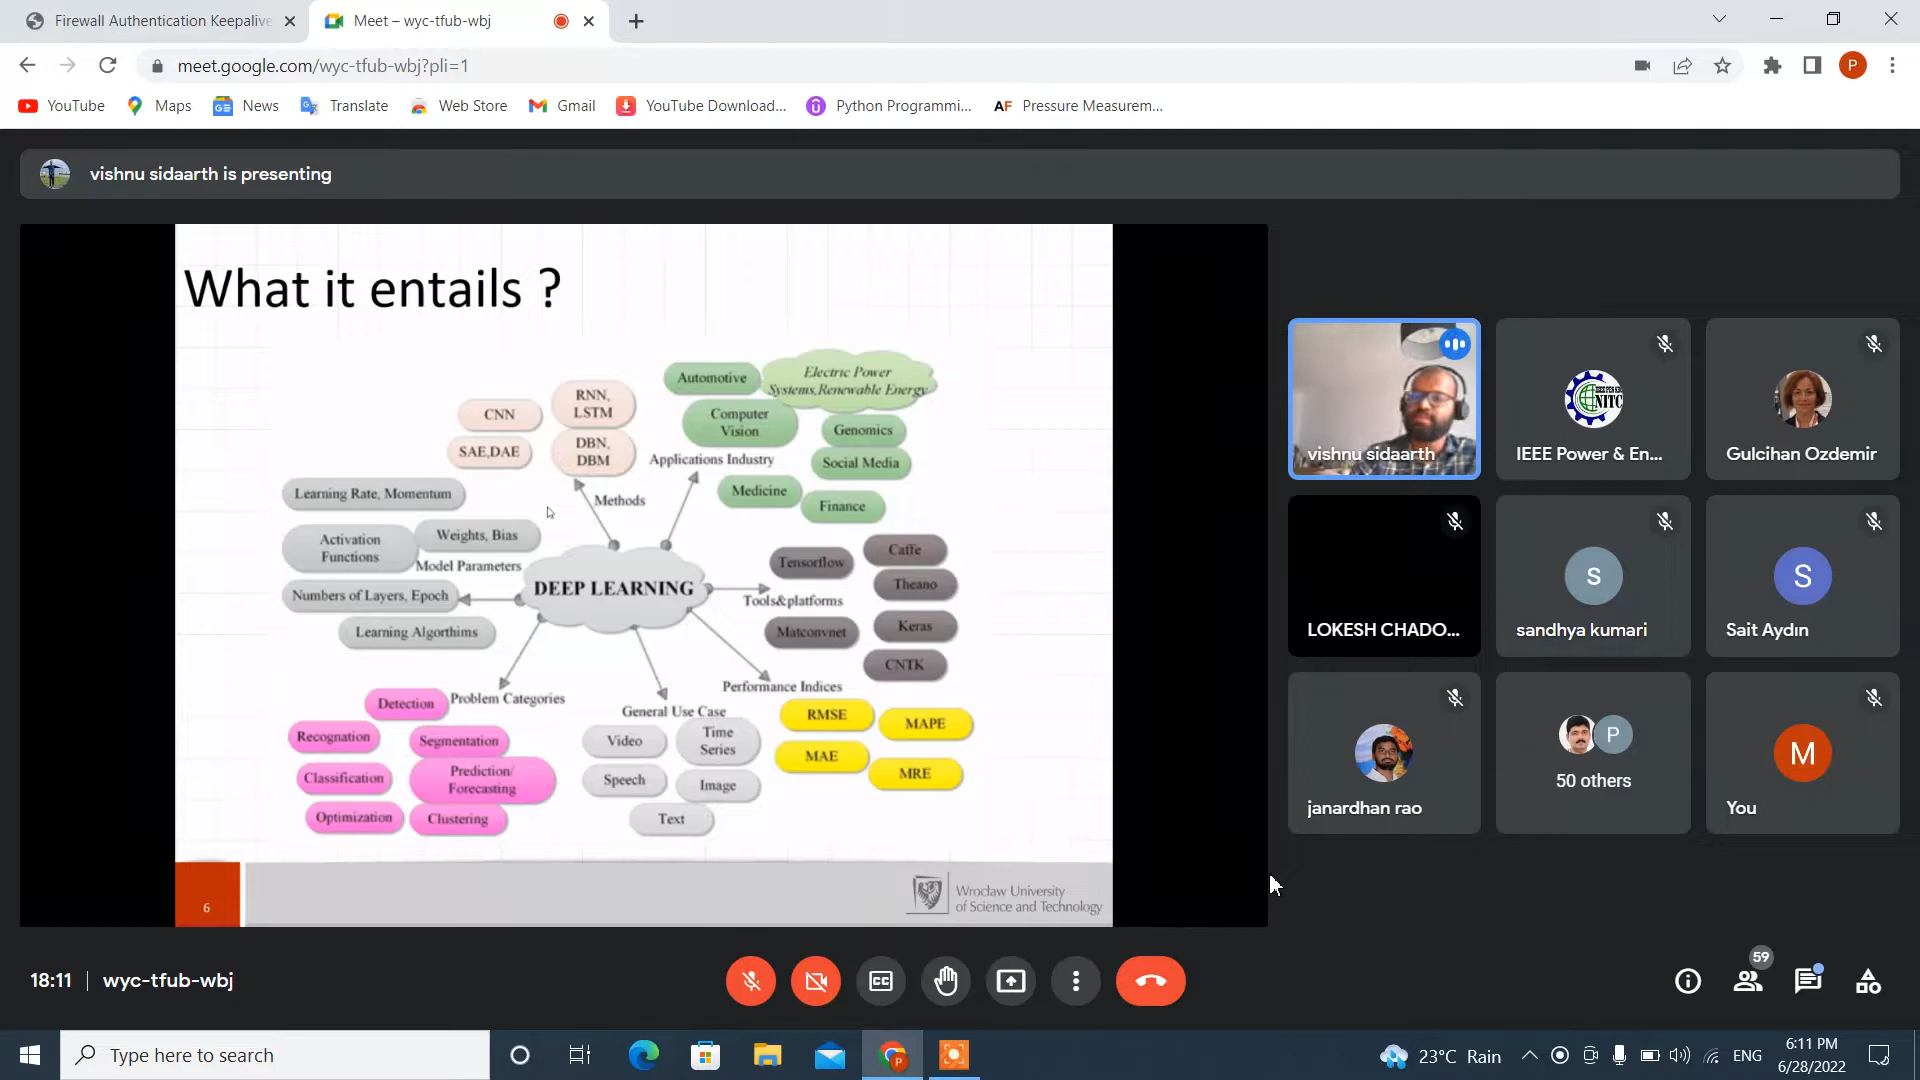 Firewall Authentication Keepalive
Meet – wyc-tfub-wbj
meet.google.com/wyc-tfub-wbj?pli=1
P
YouTube
Maps
News
Translate
Web Store
Gmail
YouTube Download...
Python Programmi...
AF Pressure Measurem...
vishnu sidaarth is presenting
What it entails ?
CNN
RNN,
LSTM
SAE,DAE
DBN,
DBM
Methods
Automotive
Electric Power
Systems,Renewable Energy
Computer
Vision
Genomics
Applications Industry
Social Media
Medicine
Finance
Learning Rate, Momentum
Activation
Functions
Weights, Bias
Model Parameters
Numbers of Layers, Epoch
Learning Algorthims
DEEP LEARNING
Tensorflow
Caffe
Theano
Tools&platforms
Matconvnet
Keras
CNTK
Problem Categories
Detection
Recognation
Segmentation
Classification
Prediction/
Forecasting
Optimization
Clustering
General Use Case
Video
Time
Series
Speech
Image
Text
Performance Indices
RMSE
MAPE
MAE
MRE
6
Wrocław University
of Science and Technology
vishnu sidaarth
NITC
IEEE Power & En...
Gulcihan Ozdemir
LOKESH CHADO...
s
sandhya kumari
S
Sait Aydın
janardhan rao
P
50 others
M
You
18:11
wyc-tfub-wbj
CC
59
Type here to search
P
23°C Rain
ENG
6:11 PM
6/28/2022